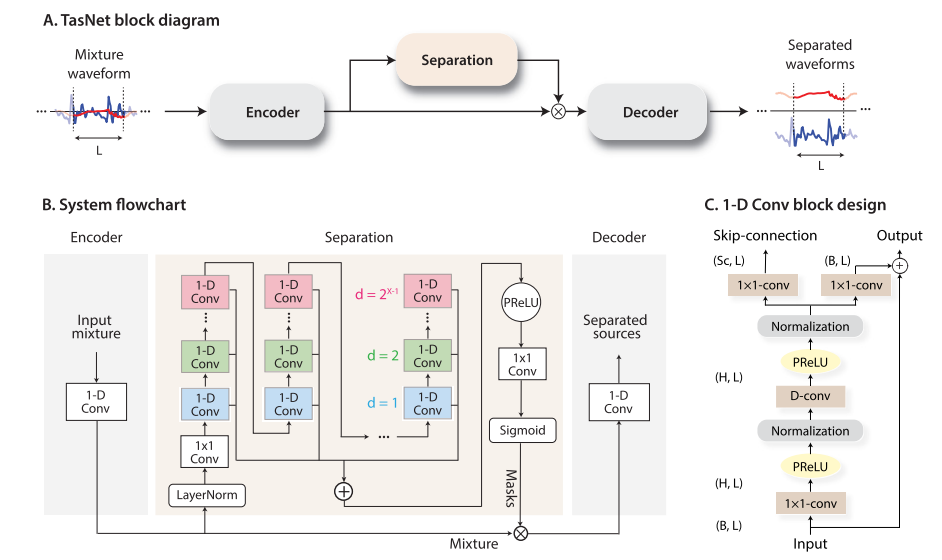 A. TasNet block diagram
Mixture
waveform
L
Encoder
Separation
Decoder
Separated
waveforms
L
B. System flowchart
Encoder
Separation
Decoder
Input
mixture
1-D
Conv
1-D
Conv
1-D
Conv
1-D
Conv
1x1
Conv
LayerNorm
1-D
Conv
1-D
Conv
1-D
Conv
d = 2^X-1
d = 2
d = 1
1-D
Conv
1-D
Conv
1-D
Conv
PReLU
1x1
Conv
Sigmoid
Masks
Mixture
Separated
sources
1-D
Conv
C. 1-D Conv block design
Skip-connection
Output
(Sc, L)
(B, L)
1×1-conv
1×1-conv
Normalization
PReLU
(H, L)
D-conv
Normalization
PReLU
(H, L)
1×1-conv
(B, L)
Input